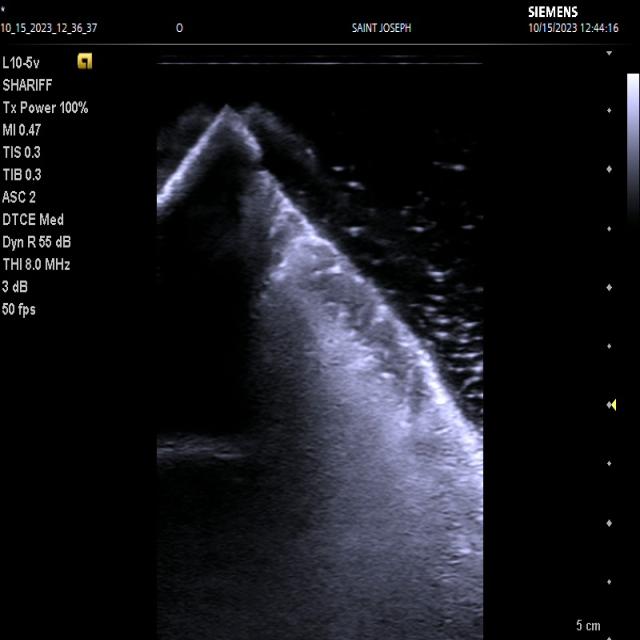 *
SIEMENS
10_15_2023_12_36_37 O SAINT JOSEPH 10/15/2023 12:44:16
L10-5v
SHARIFF
Tx Power 100%
MI 0.47
TIS 0.3
TIB 0.3
ASC 2
DTCE Med
Dyn R 55 dB
THI 8.0 MHz
3 dB
50 fps
5 cm